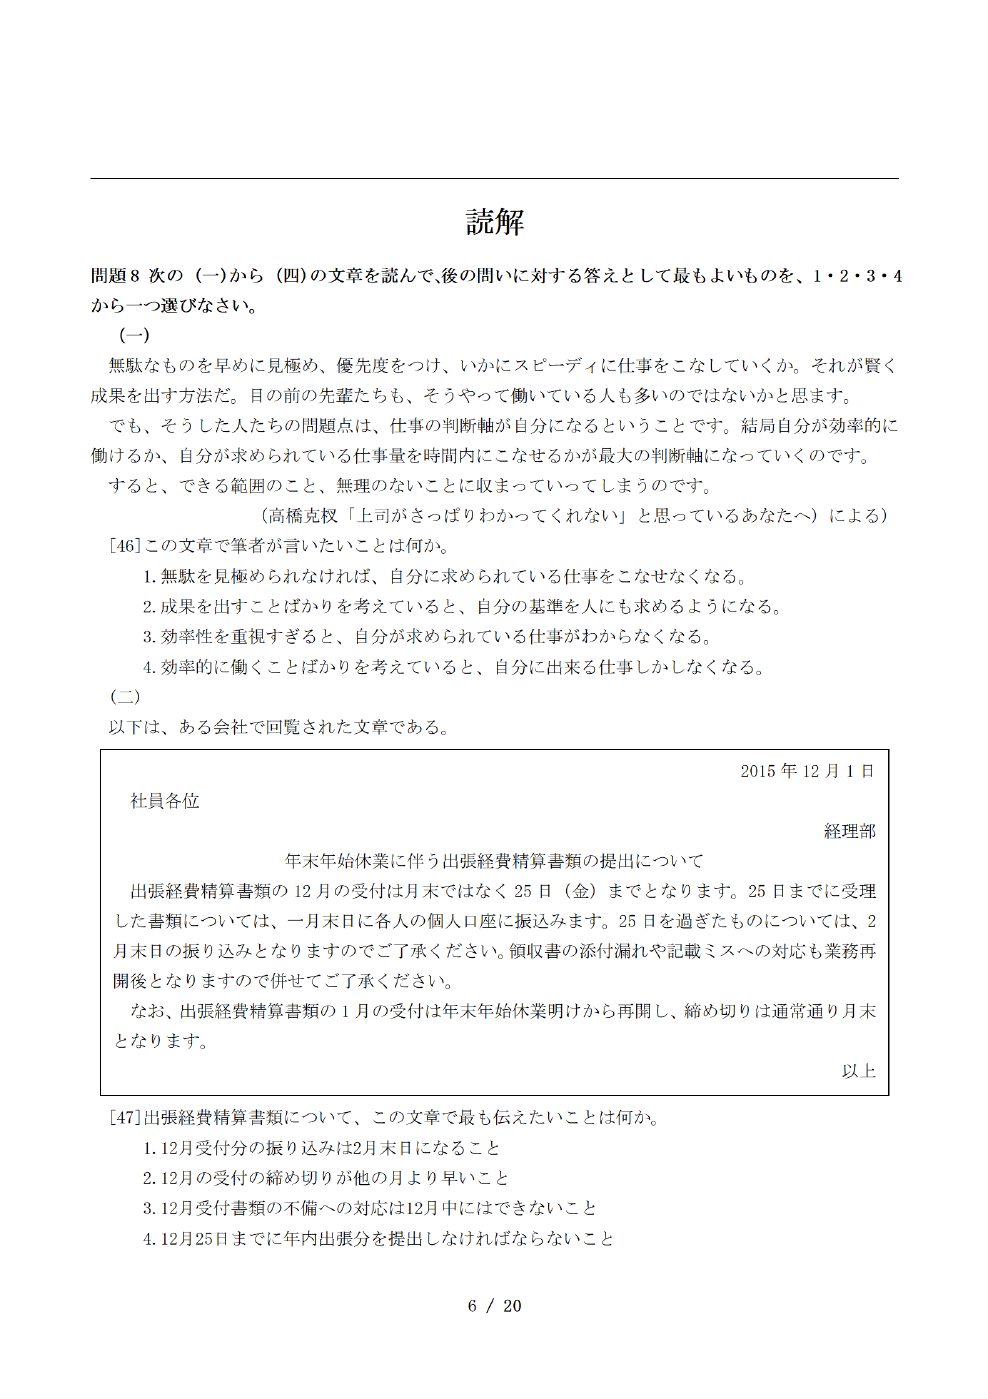 読解
問題８ 次の (一)から (四)の文章を読んで､後の問いに対する答えとして最もよいものを、1・2・3・4
から一つ選びなさい。
(一)
無駄なものを早めに見極め、優先度をつけ、いかにスピーディに仕事をこなしていくか。それが賢く
成果を出す方法だ。目の前の先輩たちも、そうやって働いている人も多いのではないかと思ます。
でも、そうした人たちの問題点は、仕事の判断軸が自分になるということです。結局自分が効率的に
働けるか、自分が求められている仕事量を時間内にこなせるかが最大の判断軸になっていくのです。
すると、できる範囲のこと、無理のないことに収まっていってしまうのです。
（高橋克杈「上司がさっぱりわかってくれない」と思っているあなたへ）による）
[46]この文章で筆者が言いたいことは何か。
1.無駄を見極められなければ、自分に求められている仕事をこなせなくなる。
2.成果を出すことばかりを考えていると、自分の基準を人にも求めるようになる。
3.効率性を重視すぎると、自分が求められている仕事がわからなくなる。
4.効率的に働くことばかりを考えていると、自分に出来る仕事しかしなくなる。
(二)
以下は、ある会社で回覧された文章である。
2015 年 12 月 1 日
社員各位
経理部
年末年始休業に伴う出張経費精算書類の提出について
出張経費精算書類の 12 月の受付は月末ではなく 25 日（金）までとなります。25 日までに受理
した書類については、一月末日に各人の個人口座に振込みます。25 日を過ぎたものについては、2
月末日の振り込みとなりますのでご了承ください｡領収書の添付漏れや記載ミスへの対応も業務再
開後となりますので併せてご了承ください。
なお､出張経費精算書類の 1 月の受付は年末年始休業明けから再開し、締め切りは通常通り月末
となります。
以上
[47]出張経費精算書類について、この文章で最も伝えたいことは何か。
1.12月受付分の振り込みは2月末日になること
2.12月の受付の締め切りが他の月より早いこと
3.12月受付書類の不備への対応は12月中にはできないこと
4.12月25日までに年内出張分を提出しなければならないこと
6 / 20